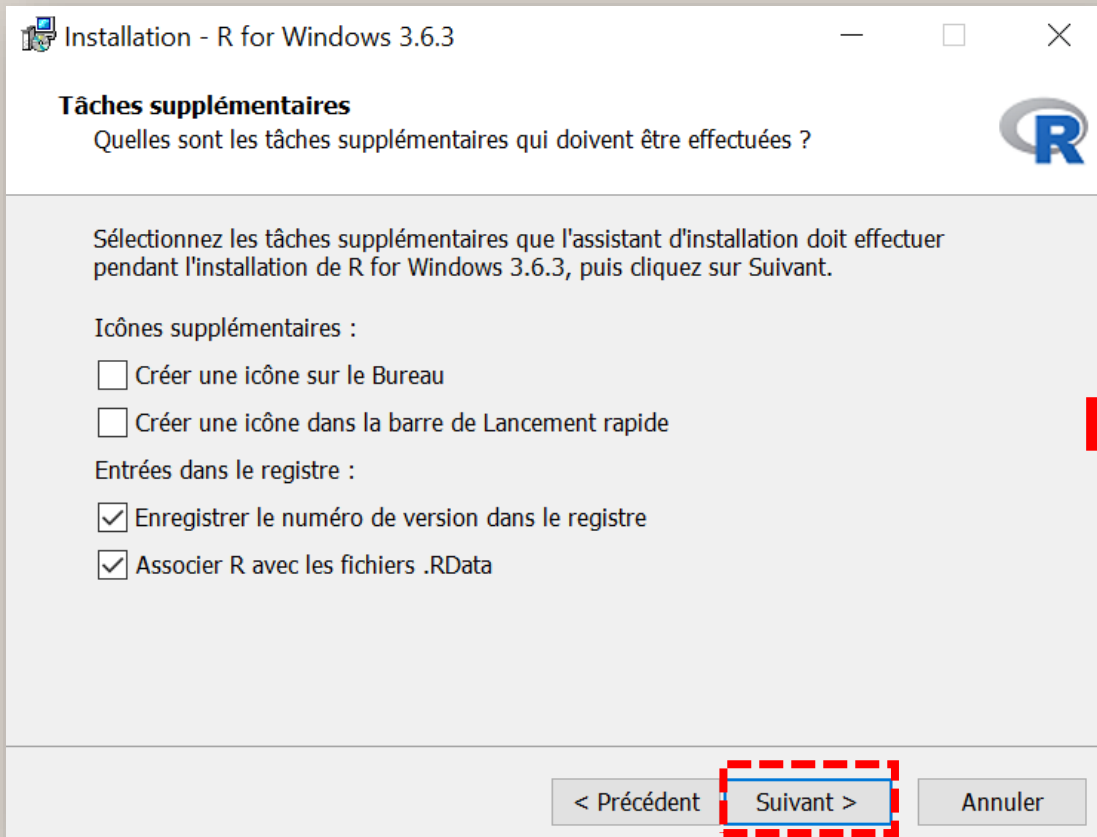 Installation - R for Windows 3.6.3
Tâches supplémentaires
Quelles sont les tâches supplémentaires qui doivent être effectuées ?
R
Sélectionnez les tâches supplémentaires que l'assistant d'installation doit effectuer
pendant l'installation de R for Windows 3.6.3, puis cliquez sur Suivant.
Icônes supplémentaires :
Créer une icône sur le Bureau
Créer une icône dans la barre de Lancement rapide
Entrées dans le registre :
Enregistrer le numéro de version dans le registre
Associer R avec les fichiers .RData
< Précédent Suivant > Annuler